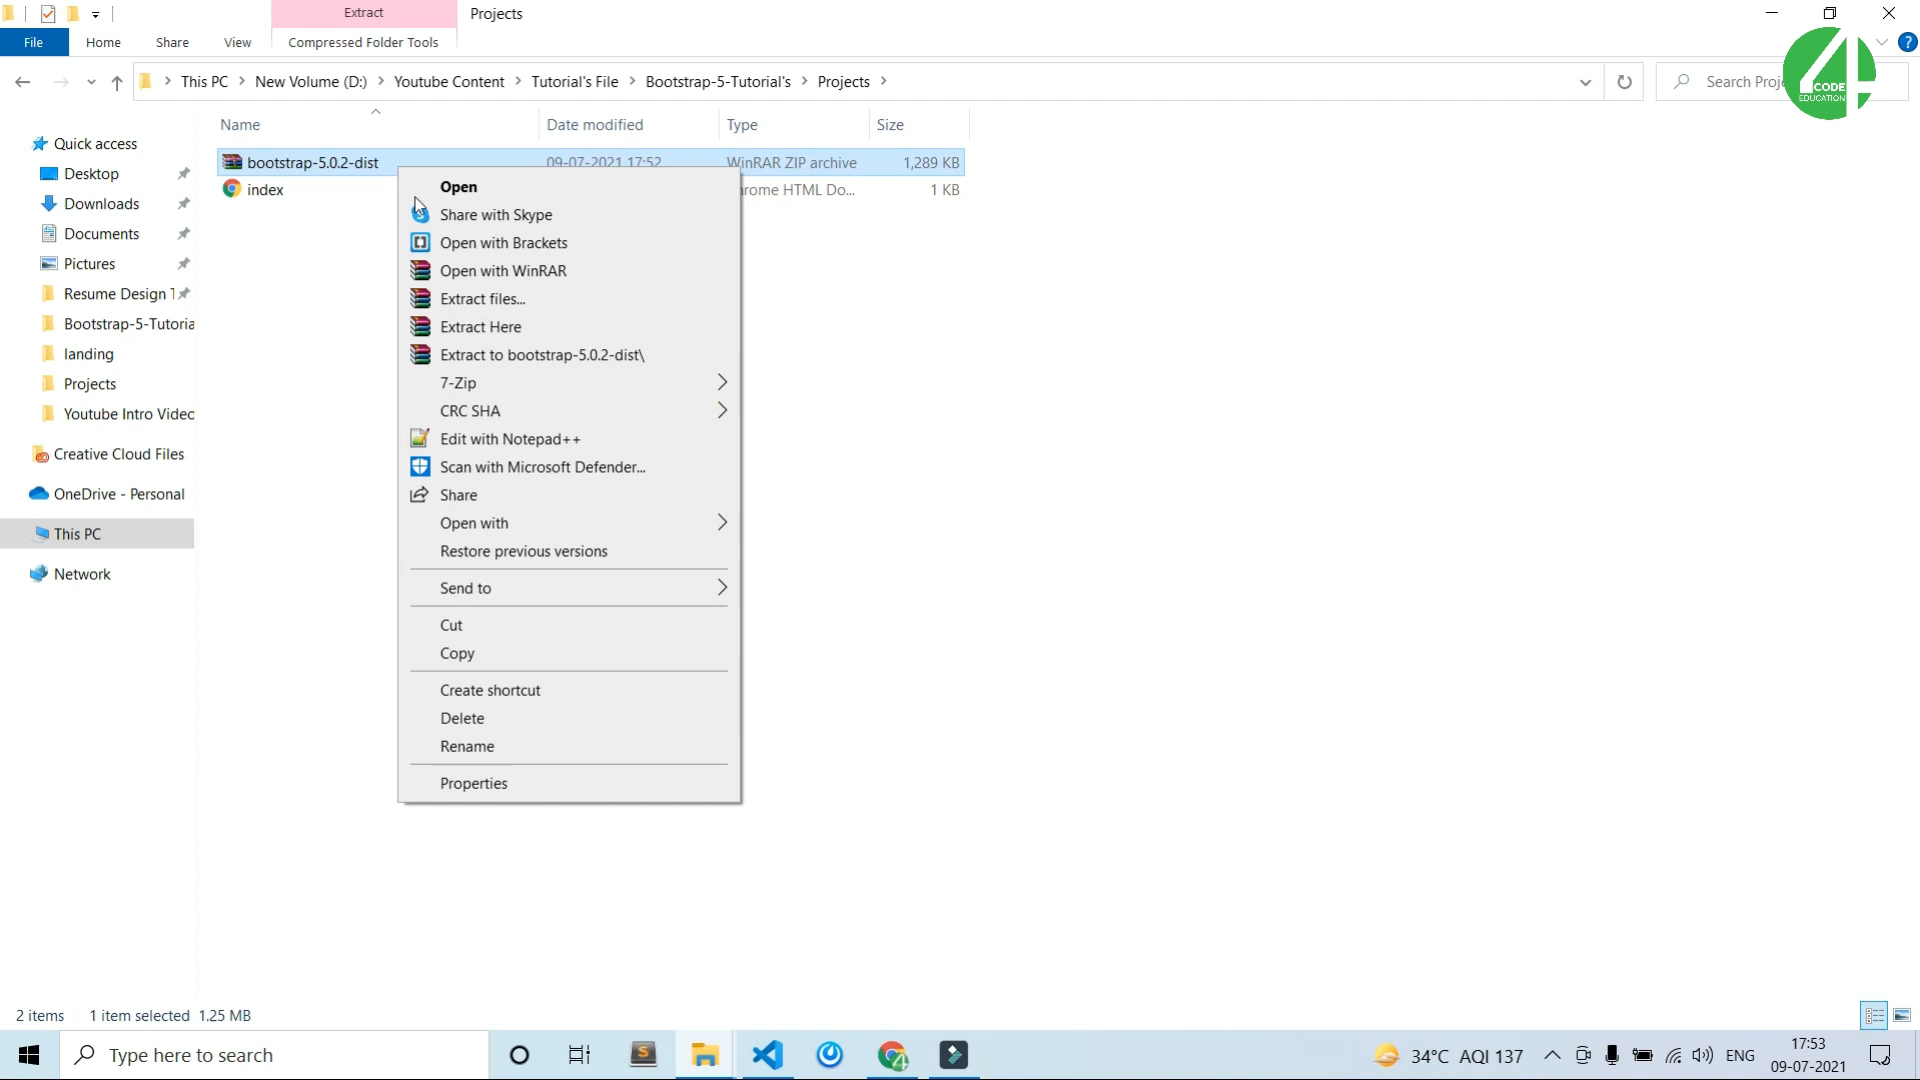 Extract
Projects
File
Home
Share
View
Compressed Folder Tools
This PC
New Volume (D:)
Youtube Content
Tutorial's File
Bootstrap-5-Tutorial's
Projects
Search Proj
CODE
EDUCATION
Name
Date modified
Type
Size
bootstrap-5.0.2-dist
09-07-2021 17:52
WinRAR ZIP archive
1,289 KB
index
rome HTML Do...
1 KB
Quick access
Desktop
Downloads
Documents
Pictures
Resume Design T
Bootstrap-5-Tutoria
landing
Projects
Youtube Intro Video
Creative Cloud Files
OneDrive - Personal
This PC
Network
Open
Share with Skype
Open with Brackets
Open with WinRAR
Extract files...
Extract Here
Extract to bootstrap-5.0.2-dist\
7-Zip
CRC SHA
Edit with Notepad++
Scan with Microsoft Defender...
Share
Open with
Restore previous versions
Send to
Cut
Copy
Create shortcut
Delete
Rename
Properties
2 items
1 item selected 1.25 MB
Type here to search
34°C AQI 137
ENG
17:53
09-07-2021